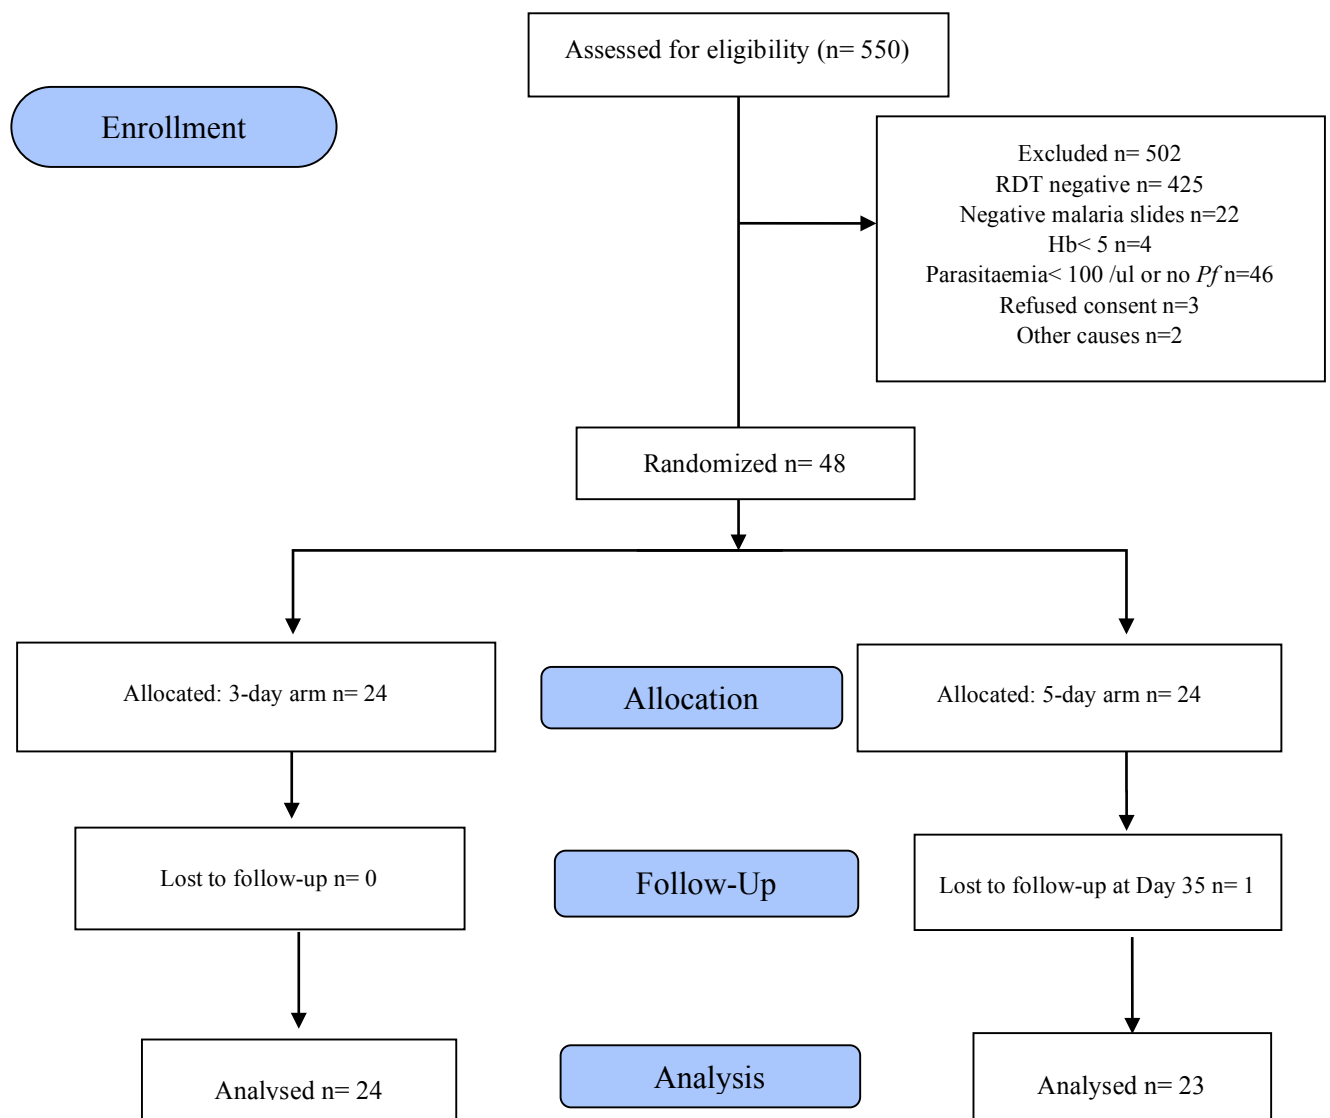 Assessed for eligibility (n= 550)
Enrollment
Excluded n= 502
RDT negative n= 425
Negative malaria slides n=22
Hb< 5 n=4
Parasitaemia< 100 /ul or no Pf n=46
Refused consent n=3
Other causes n=2
Randomized n= 48
Allocated: 3-day arm n= 24
Allocation
Allocated: 5-day arm n= 24
Lost to follow-up n= 0
Follow-Up
Lost to follow-up at Day 35 n= 1
Analysed n= 24
Analysis
Analysed n= 23